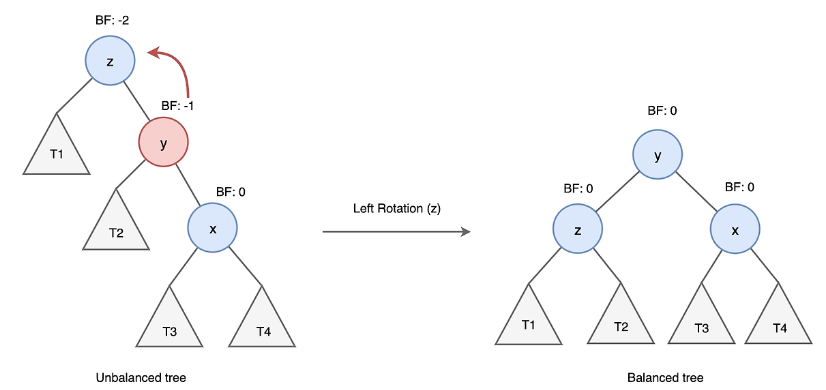 BF: -2
z
BF: -1
T1
y
T2
BF: 0
x
T3
T4
Unbalanced tree
Left Rotation (z)
BF: 0
y
BF: 0
BF: 0
z
x
T1
T2
T3
T4
Balanced tree